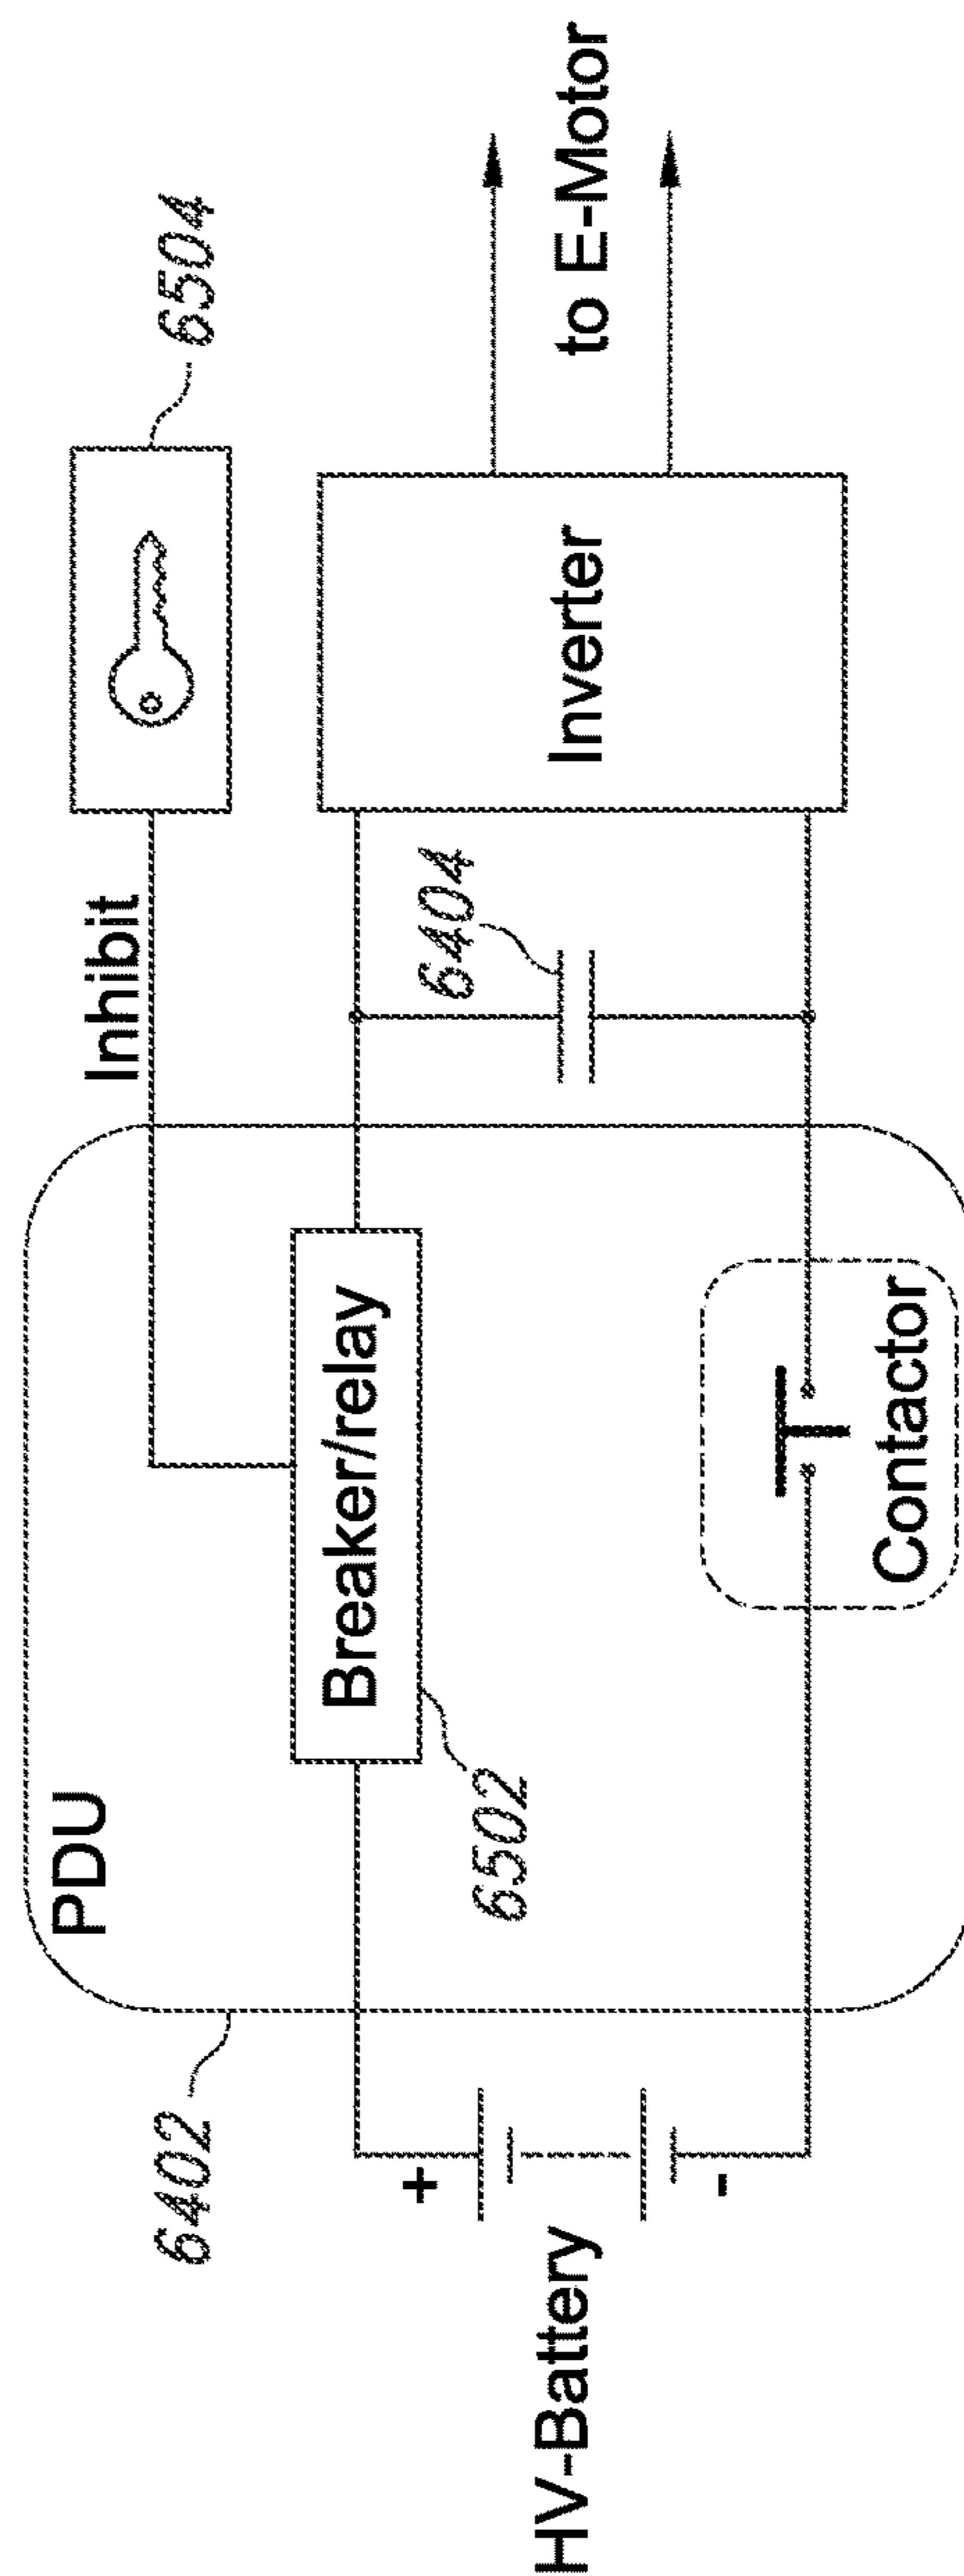 6402
PDU
Inhibit
6504
Breaker/relay
6502
6404
+
HV-Battery
-
Inverter
to E-Motor
Contactor